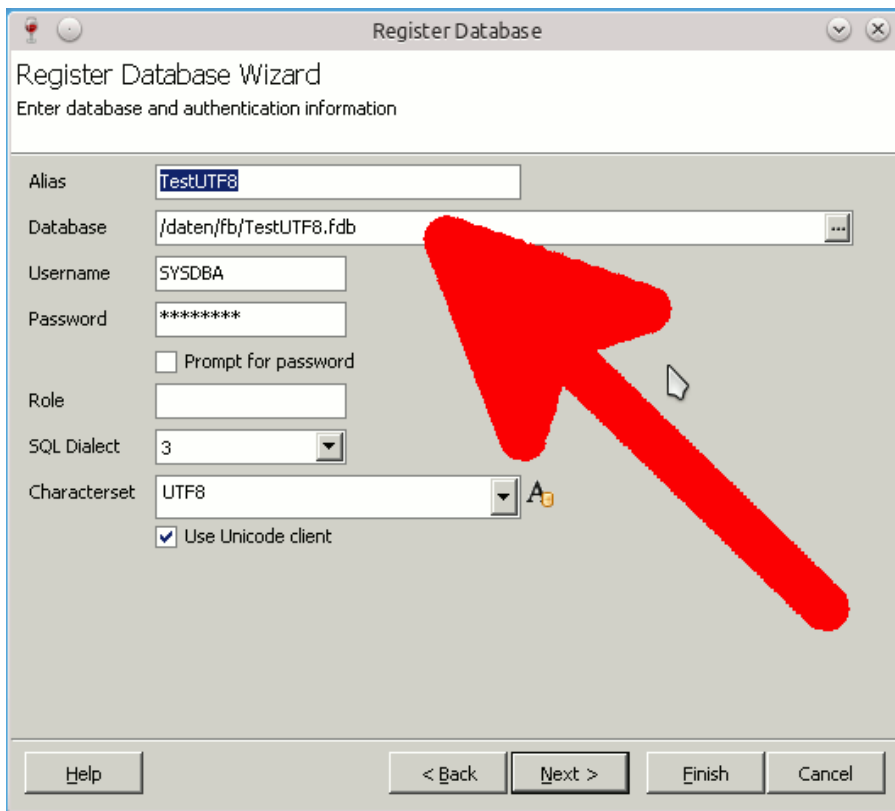 Register Database
Register Database Wizard
Enter database and authentication information
Alias TestUTF8
Database /daten/fb/TestUTF8.fdb ...
Username SYSDBA
Password ********
Prompt for password
Role
SQL Dialect 3
Characterset UTF8 A
Use Unicode client
Help < Back Next > Finish Cancel